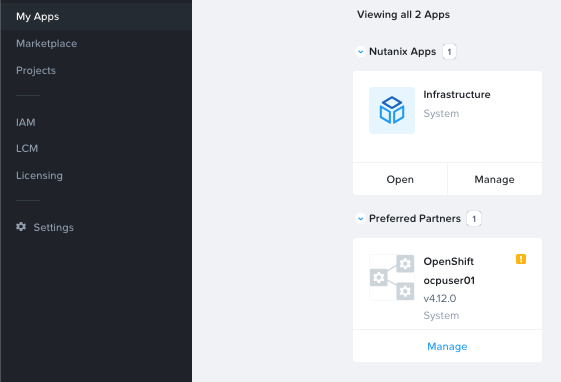 My Apps
Marketplace
Projects
IAM
LCM
Licensing
Settings
Viewing all 2 Apps
Nutanix Apps 1
Infrastructure
System
Open Manage
Preferred Partners 1
OpenShift
ocpuser01
v4.12.0
System
Manage